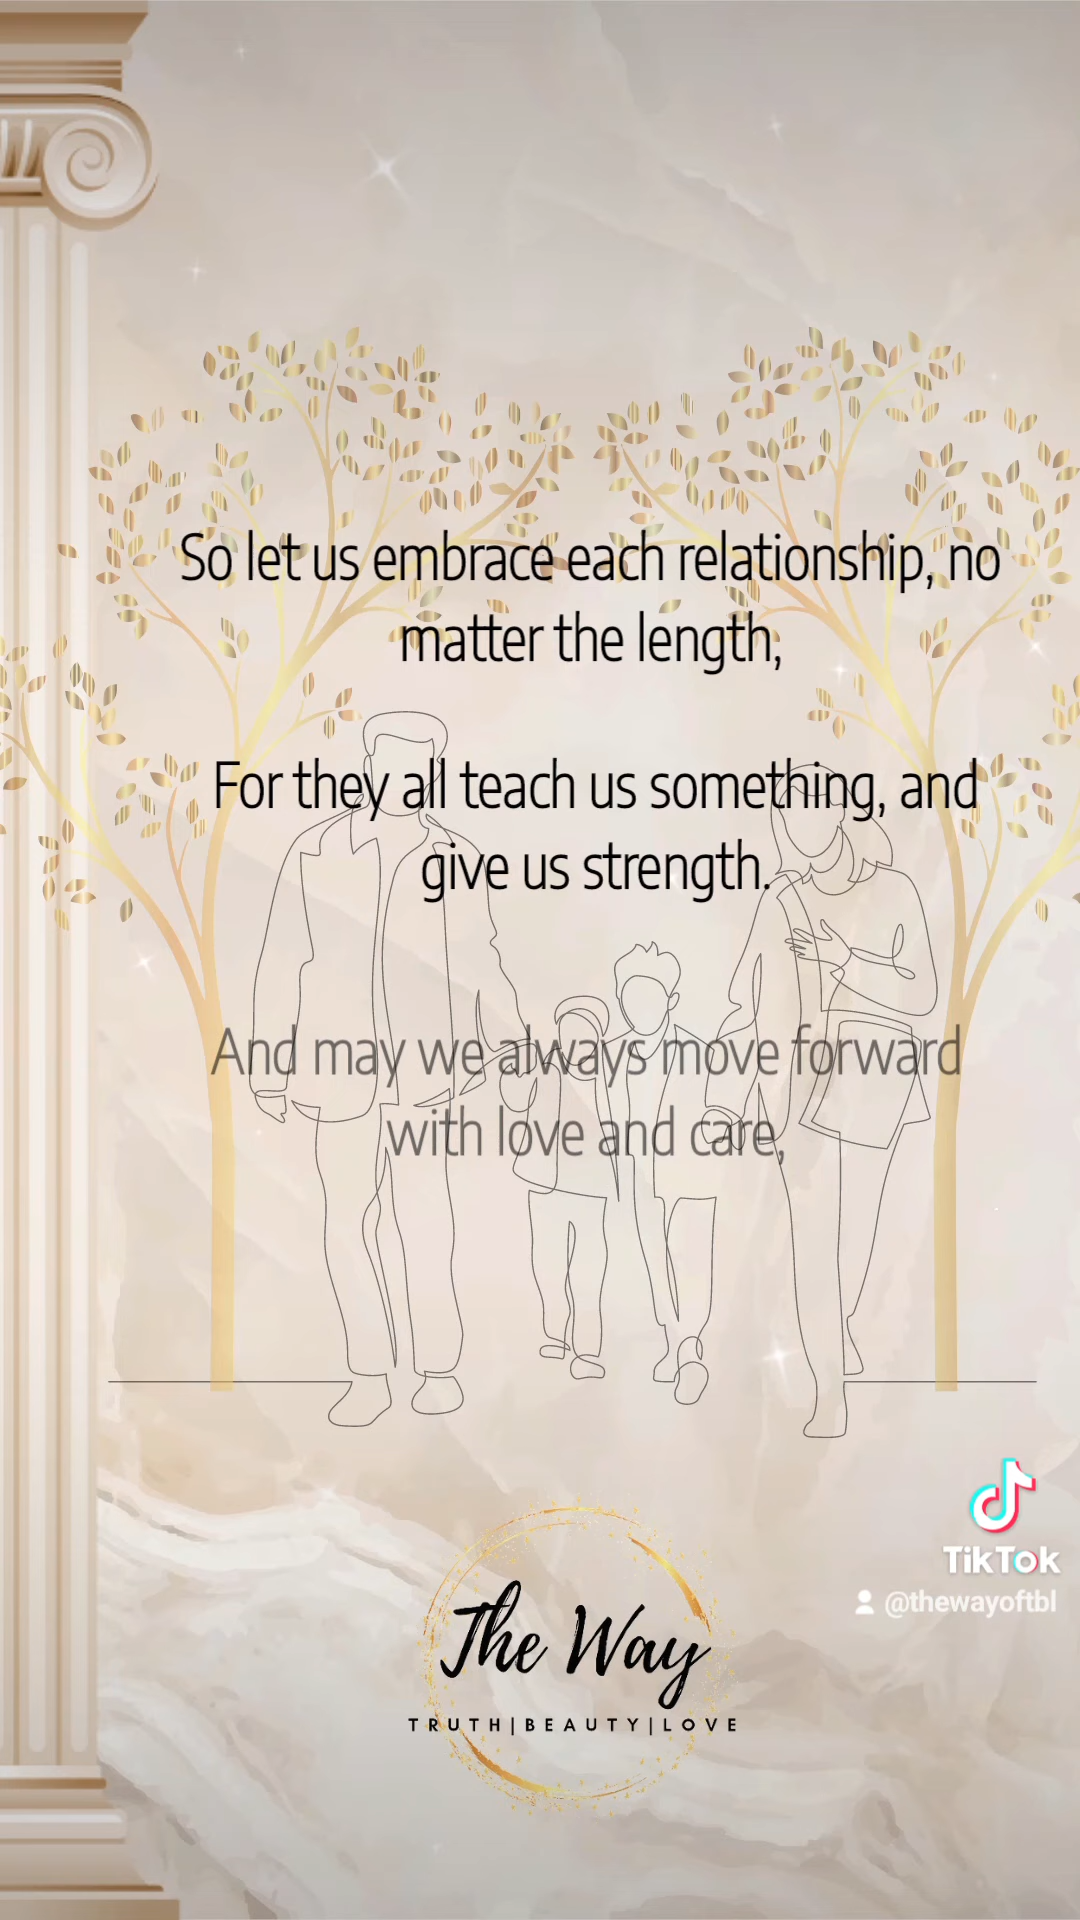 So let us embrace each relationship, no
matter the length,
For they all teach us something, and
give us strength.
And may we always move forward
with love and care,
TikTok
@thewayoftbl
The Way
TRUTH|BEAUTY|LOVE